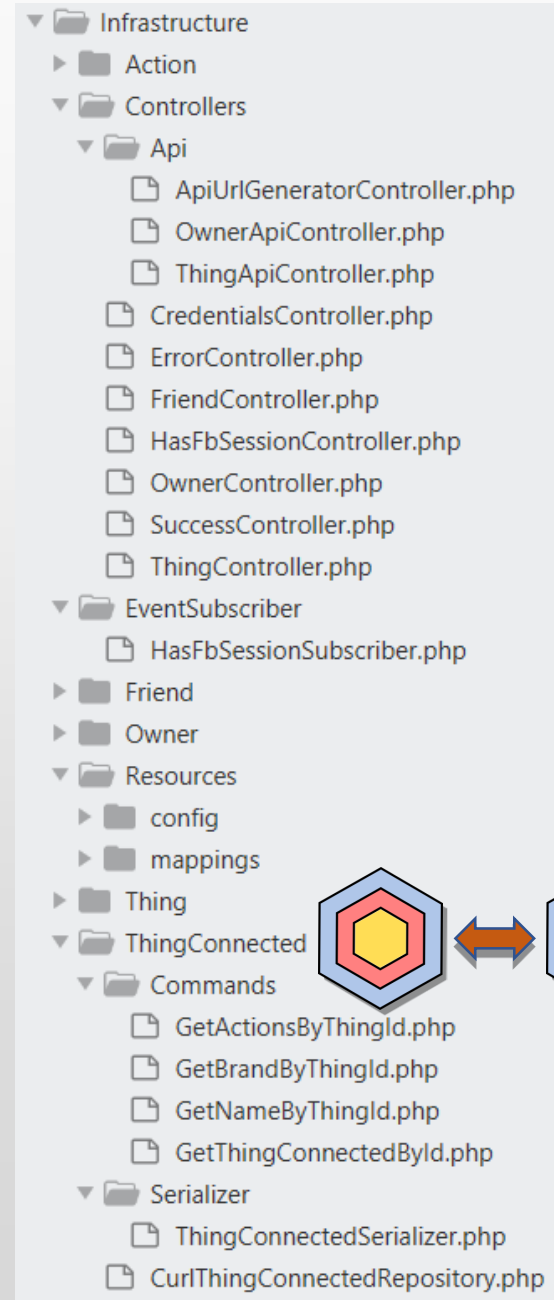 Infrastructure
Action
Controllers
Api
ApiUrlGeneratorController.php
OwnerApiController.php
ThingApiController.php
CredentialsController.php
ErrorController.php
FriendController.php
HasFbSessionController.php
OwnerController.php
SuccessController.php
ThingController.php
EventSubscriber
HasFbSessionSubscriber.php
Friend
Owner
Resources
config
mappings
Thing
ThingConnected
Commands
GetActionsByThingId.php
GetBrandByThingId.php
GetNameByThingId.php
GetThingConnectedById.php
Serializer
ThingConnectedSerializer.php
CurlThingConnectedRepository.php